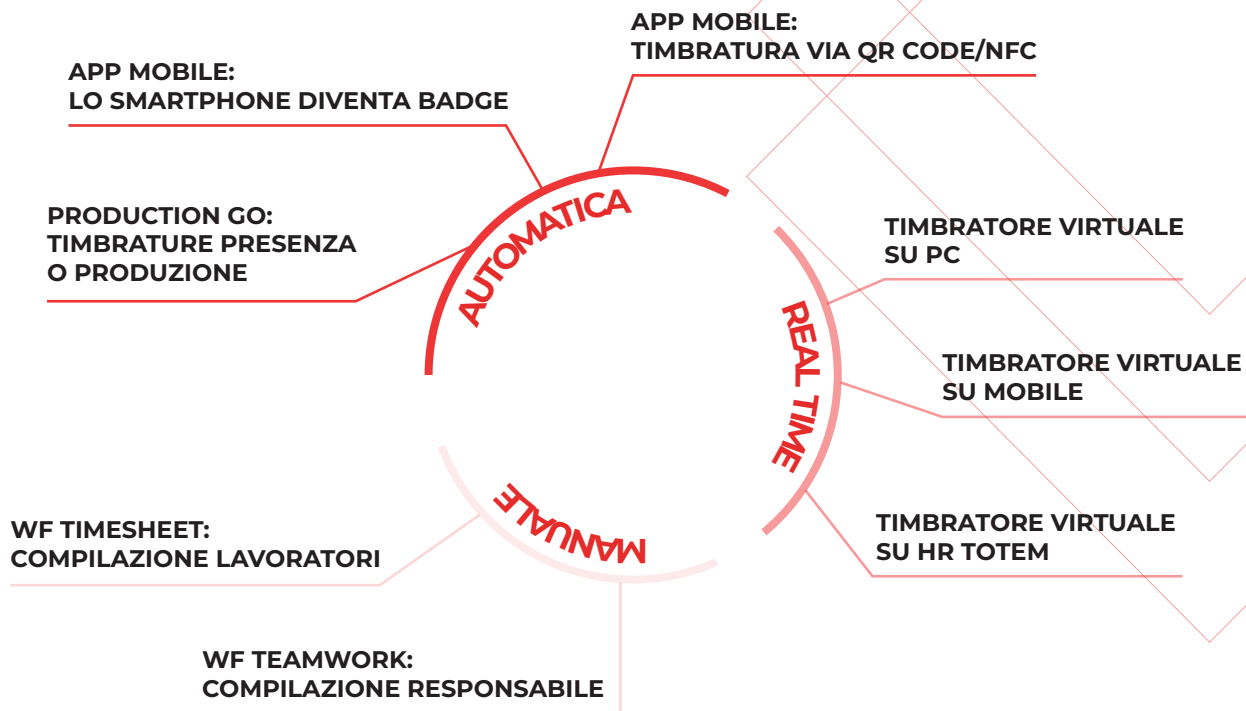 APP MOBILE:
TIMBRATURA VIA QR CODE/NFC
APP MOBILE:
LO SMARTPHONE DIVENTA BADGE
PRODUCTION GO:
TIMBRATURE PRESENZA
O PRODUZIONE
AUTOMATICA
TIMBRATORE VIRTUALE
SU PC
REAL TIME
TIMBRATORE VIRTUALE
SU MOBILE
TIMBRATORE VIRTUALE
SU HR TOTEM
MANUALE
WF TIMESHEET:
COMPILAZIONE LAVORATORI
WF TEAMWORK:
COMPILAZIONE RESPONSABILE